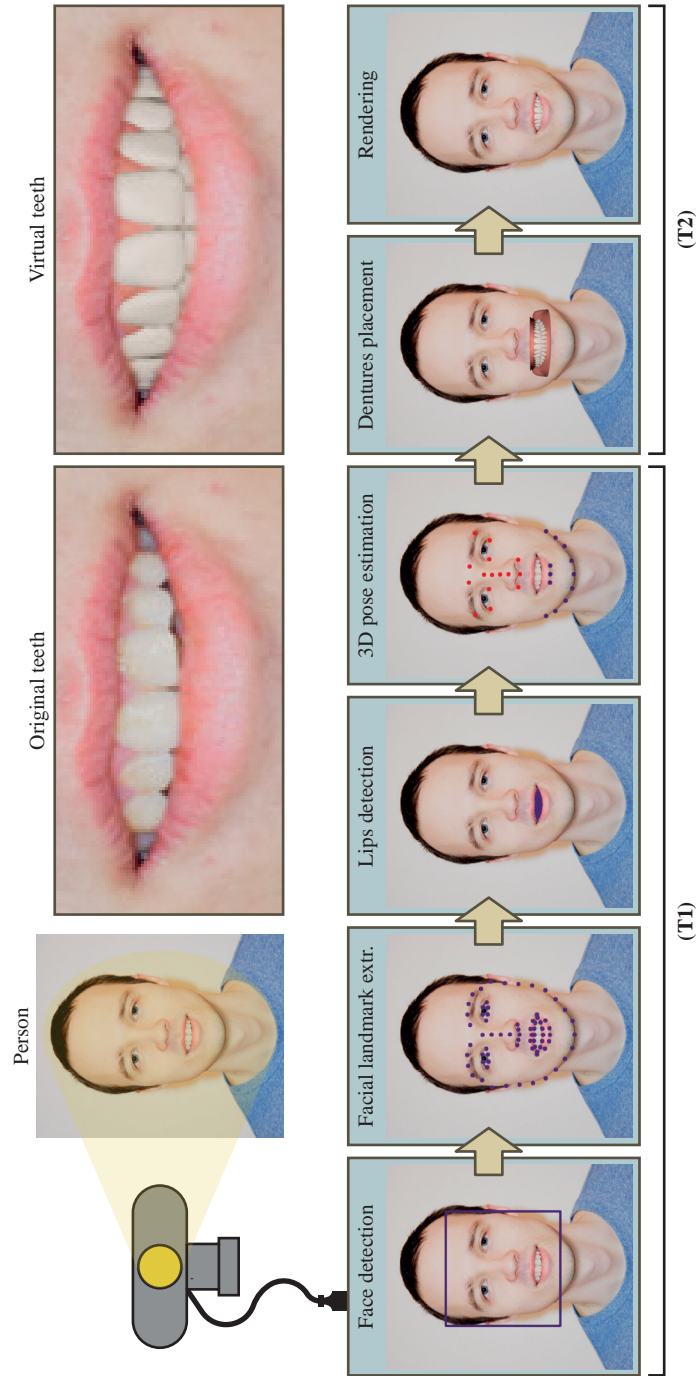 Person
Original teeth
Virtual teeth
Face detection
Facial landmark extr.
Lips detection
3D pose estimation
Dentures placement
Rendering
(T1)
(T2)